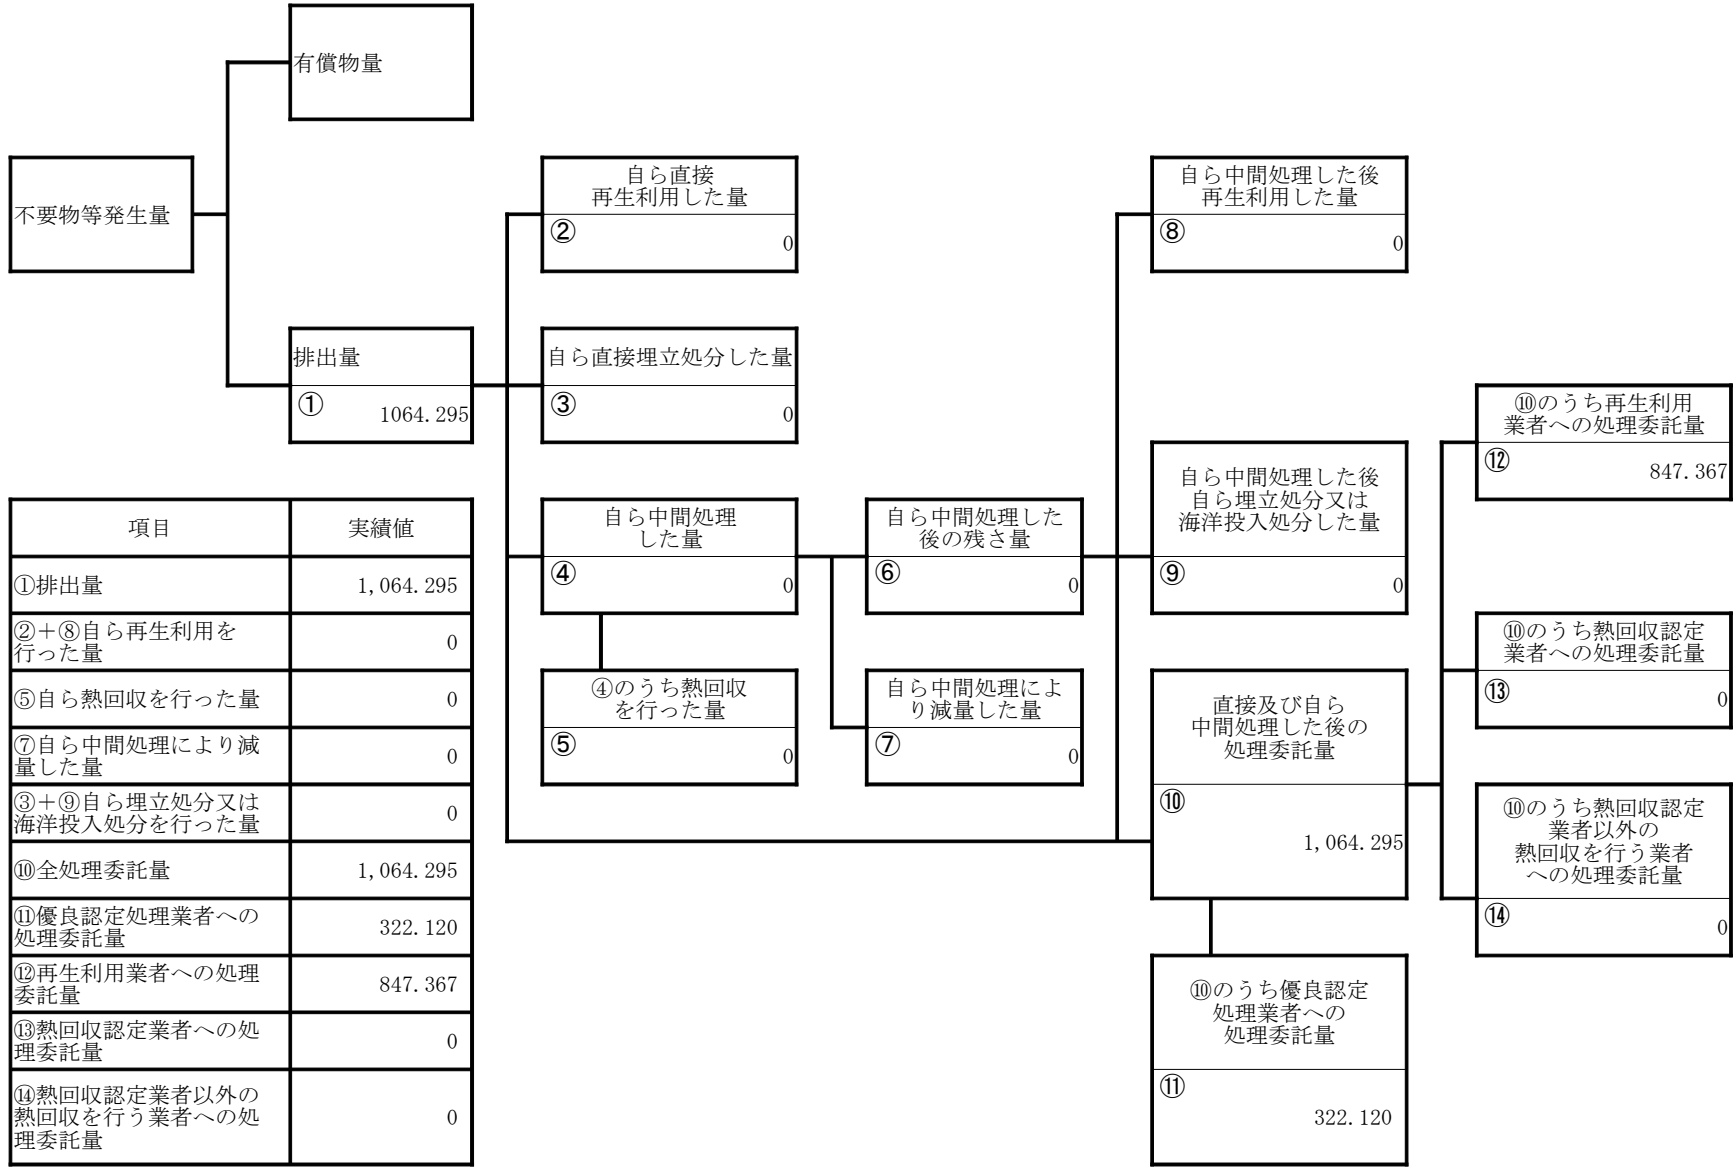 有償物量
不要物等発生量
自ら直接
再生利用した量
②
0
自ら中間処理した後
再生利用した量
⑧
0
排出量
①
1064.295
自ら直接埋立処分した量
③
0
⑩のうち再生利用
業者への処理委託量
⑫
847.367
自ら中間処理
した量
④
0
自ら中間処理した
後の残さ量
⑥
0
自ら中間処理した後
自ら埋立処分又は
海洋投入処分した量
⑨
0
⑩のうち熱回収認定
業者への処理委託量
⑬
0
④のうち熱回収
を行った量
⑤
0
自ら中間処理によ
り減量した量
⑦
0
直接及び自ら
中間処理した後の
処理委託量
⑩
1,064.295
⑩のうち熱回収認定
業者以外の
熱回収を行う業者
への処理委託量
⑭
0
⑩のうち優良認定
処理業者への
処理委託量
⑪
322.120
項目 実績値
①排出量 1,064.295
②＋⑧自ら再生利用を
行った量 0
⑤自ら熱回収を行った量 0
⑦自ら中間処理により減
量した量 0
③＋⑨自ら埋立処分又は
海洋投入処分を行った量 0
⑩全処理委託量 1,064.295
⑪優良認定処理業者への
処理委託量 322.120
⑫再生利用業者への処理
委託量 847.367
⑬熱回収認定業者への処
理委託量 0
⑭熱回収認定業者以外の
熱回収を行う業者への処
理委託量 0